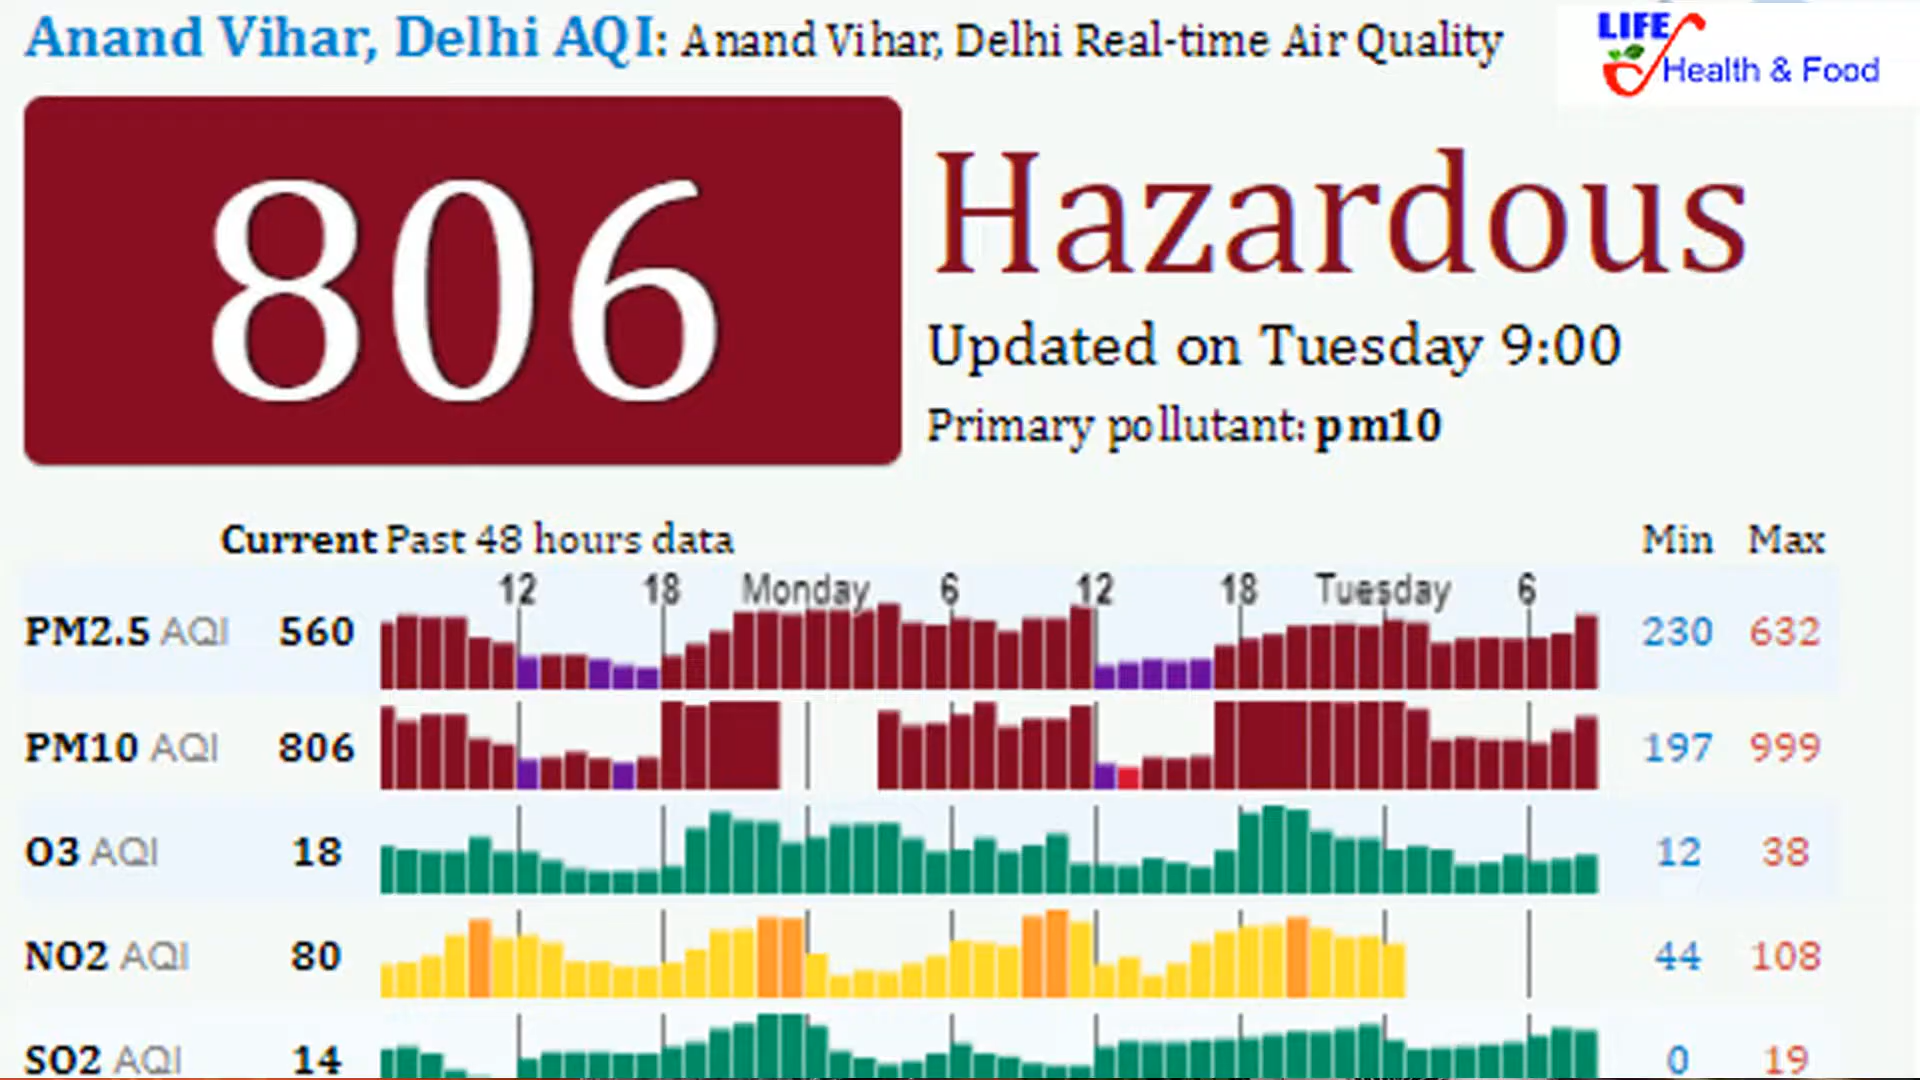 Anand Vihar, Delhi AQI: Anand Vihar, Delhi Real-time Air Quality
LIFE
Health & Food
806
Hazardous
Updated on Tuesday 9:00
Primary pollutant: pm10
Current Past 48 hours data Min Max
12 18 Monday 6 12 18 Tuesday 6
PM2.5 AQI 560 230 632
PM10 AQI 806 197 999
O3 AQI 18 12 38
NO2 AQI 80 44 108
SO2 AQI 14 0 19